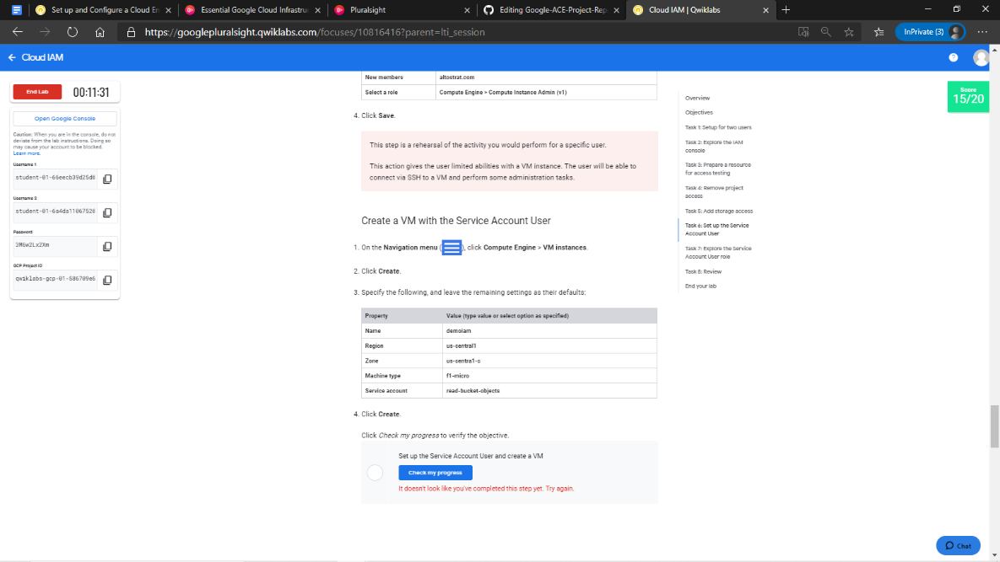 Set up and Configure a Cloud En
Essential Google Cloud Infrastru
Pluralsight
Editing Google-ACE-Project-Rep
Cloud IAM | Qwiklabs
https://googlepluralsight.qwiklabs.com/focuses/10816416?parent=lti_session
InPrivate (3)
Cloud IAM
End Lab
00:11:31
Open Google Console
Caution: When you are in the console, do not
deviate from the lab instructions. Doing so
may cause your account to be blocked.
Learn more.
Username 1
student-01-66eecb39d25d8
Username 2
student-01-6a4da11067528
Password
3M6w2Lx2Xm
GCP Project ID
qwiklabs-gcp-01-586709e6
New members altostrat.com
Select a role Compute Engine > Compute Instance Admin (v1)
4. Click Save.
This step is a rehearsal of the activity you would perform for a specific user.
This action gives the user limited abilities with a VM instance. The user will be able to
connect via SSH to a VM and perform some administration tasks.
Create a VM with the Service Account User
1. On the Navigation menu ( ), click Compute Engine > VM instances.
2. Click Create.
3. Specify the following, and leave the remaining settings as their defaults:
Property Value (type value or select option as specified)
Name demoiam
Region us-central1
Zone us-central1-c
Machine type f1-micro
Service account read-bucket-objects
4. Click Create.
Click Check my progress to verify the objective.
Set up the Service Account User and create a VM
Check my progress
It doesn't look like you've completed this step yet. Try again.
Overview
Objectives
Task 1: Setup for two users
Task 2: Explore the IAM
console
Task 3: Prepare a resource
for access testing
Task 4: Remove project
access
Task 5: Add storage access
Task 6: Set up the Service
Account User
Task 7: Explore the Service
Account User role
Task 8: Review
End your lab
Score
15/20
Chat